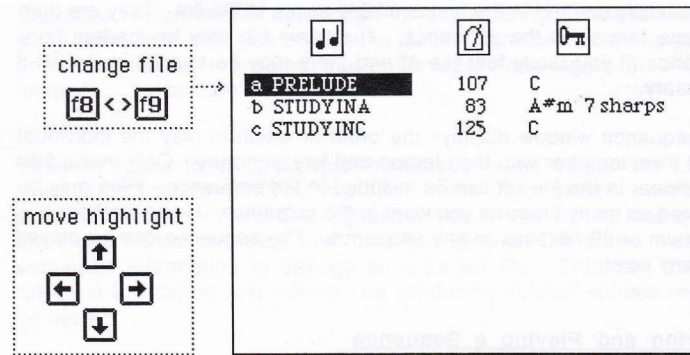 change file
f8 < > f9
a PRELUDE 107 C
b STUDYINA 83 A#m 7 sharps
c STUDYINC 125 C
move highlight